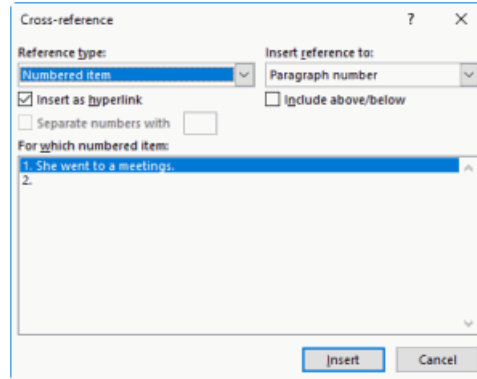 Cross-reference ? ×
Reference type: Insert reference to:
Numbered item Paragraph number
Insert as hyperlink Include above/below
Separate numbers with
For which numbered item:
1. She went to a meetings.
2.
Insert Cancel